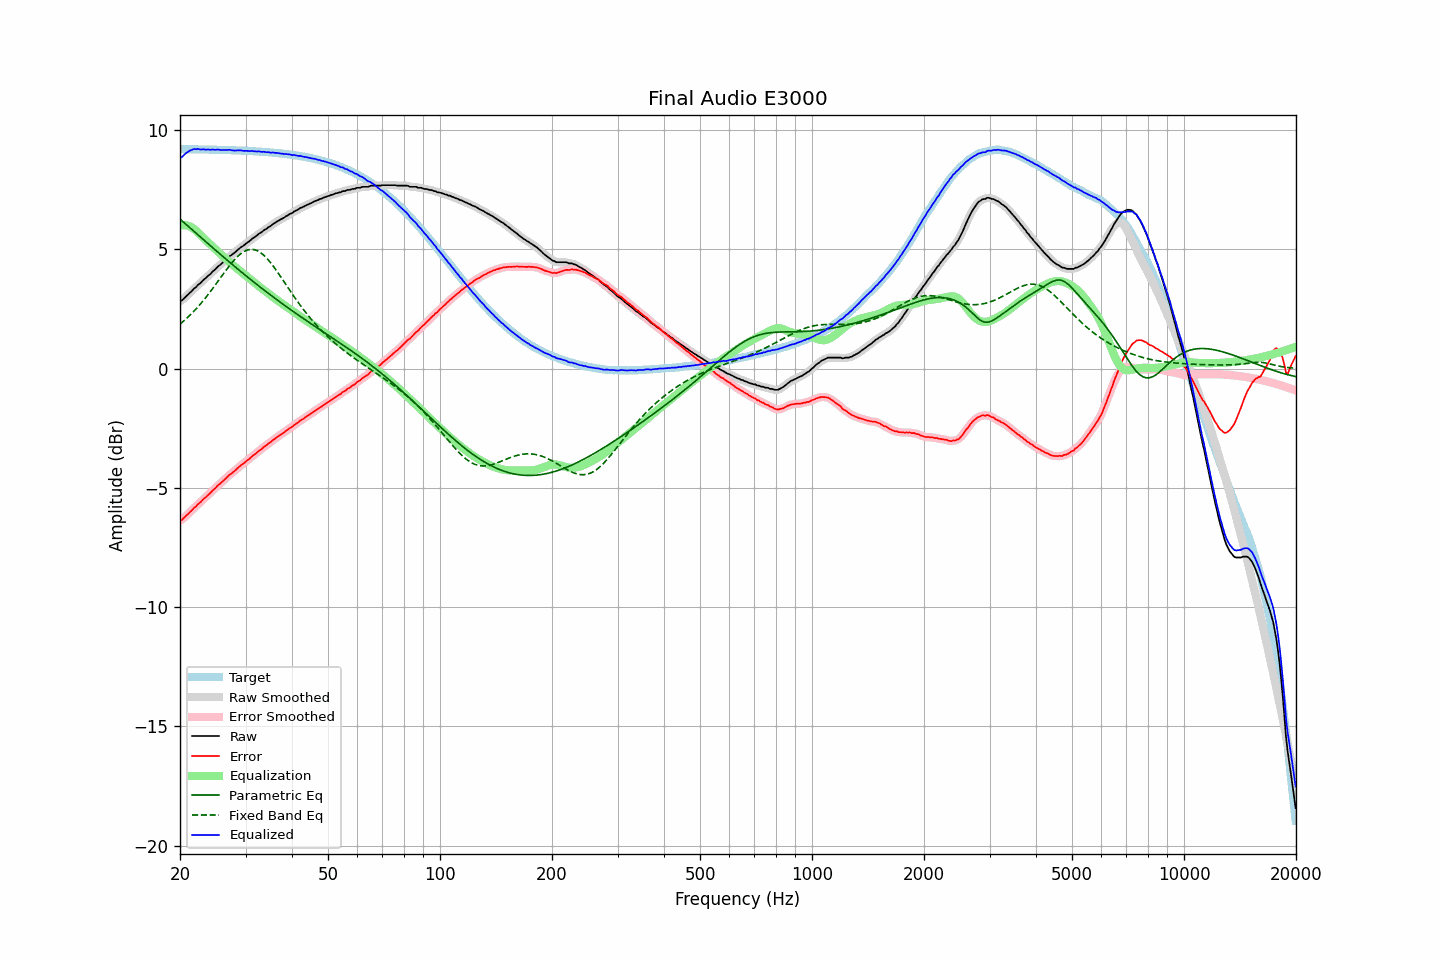 Final Audio E3000
10
5
0
−5
−10
−15
−20
Amplitude (dBr)
Target
Raw Smoothed
Error Smoothed
Raw
Error
Equalization
Parametric Eq
Fixed Band Eq
Equalized
20 50 100 200 500 1000 2000 5000 10000 20000
Frequency (Hz)